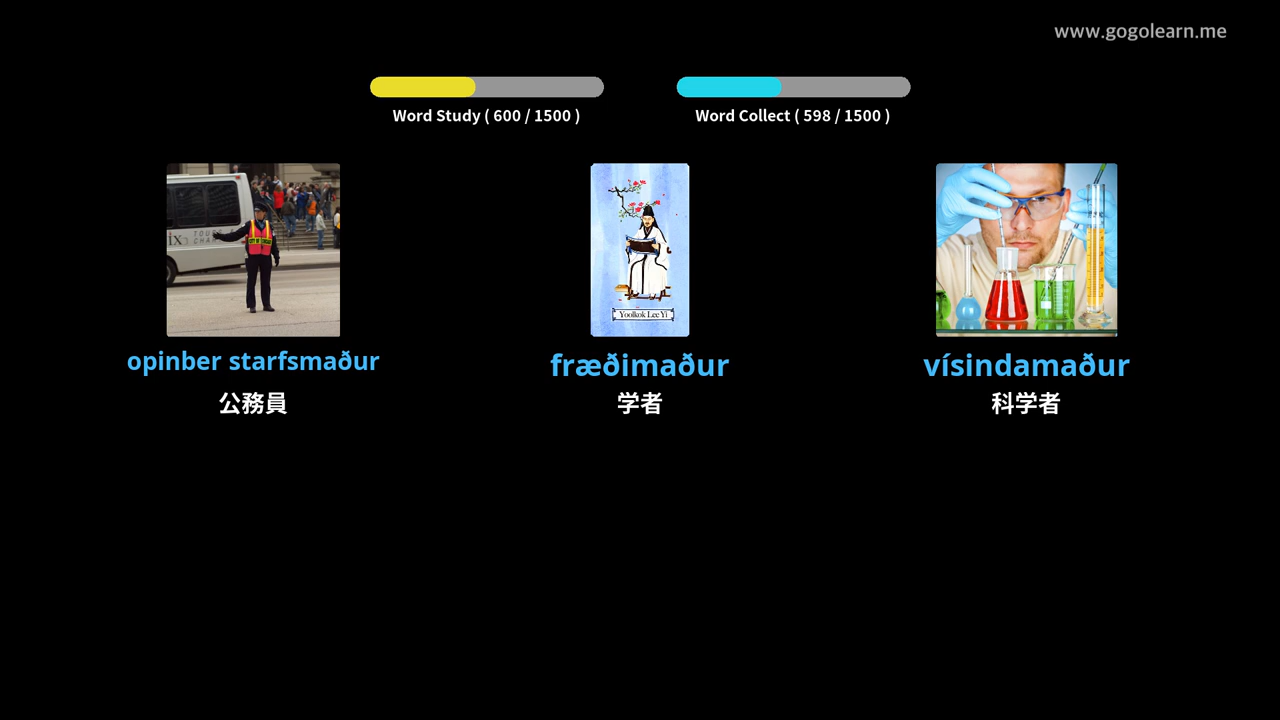 www.gogolearn.me
Word Study ( 600 / 1500 )
Word Collect ( 598 / 1500 )
Yoolkok Lee Yi
opinber starfsmaður
fræðimaður
vísindamaður
公務員
学者
科学者